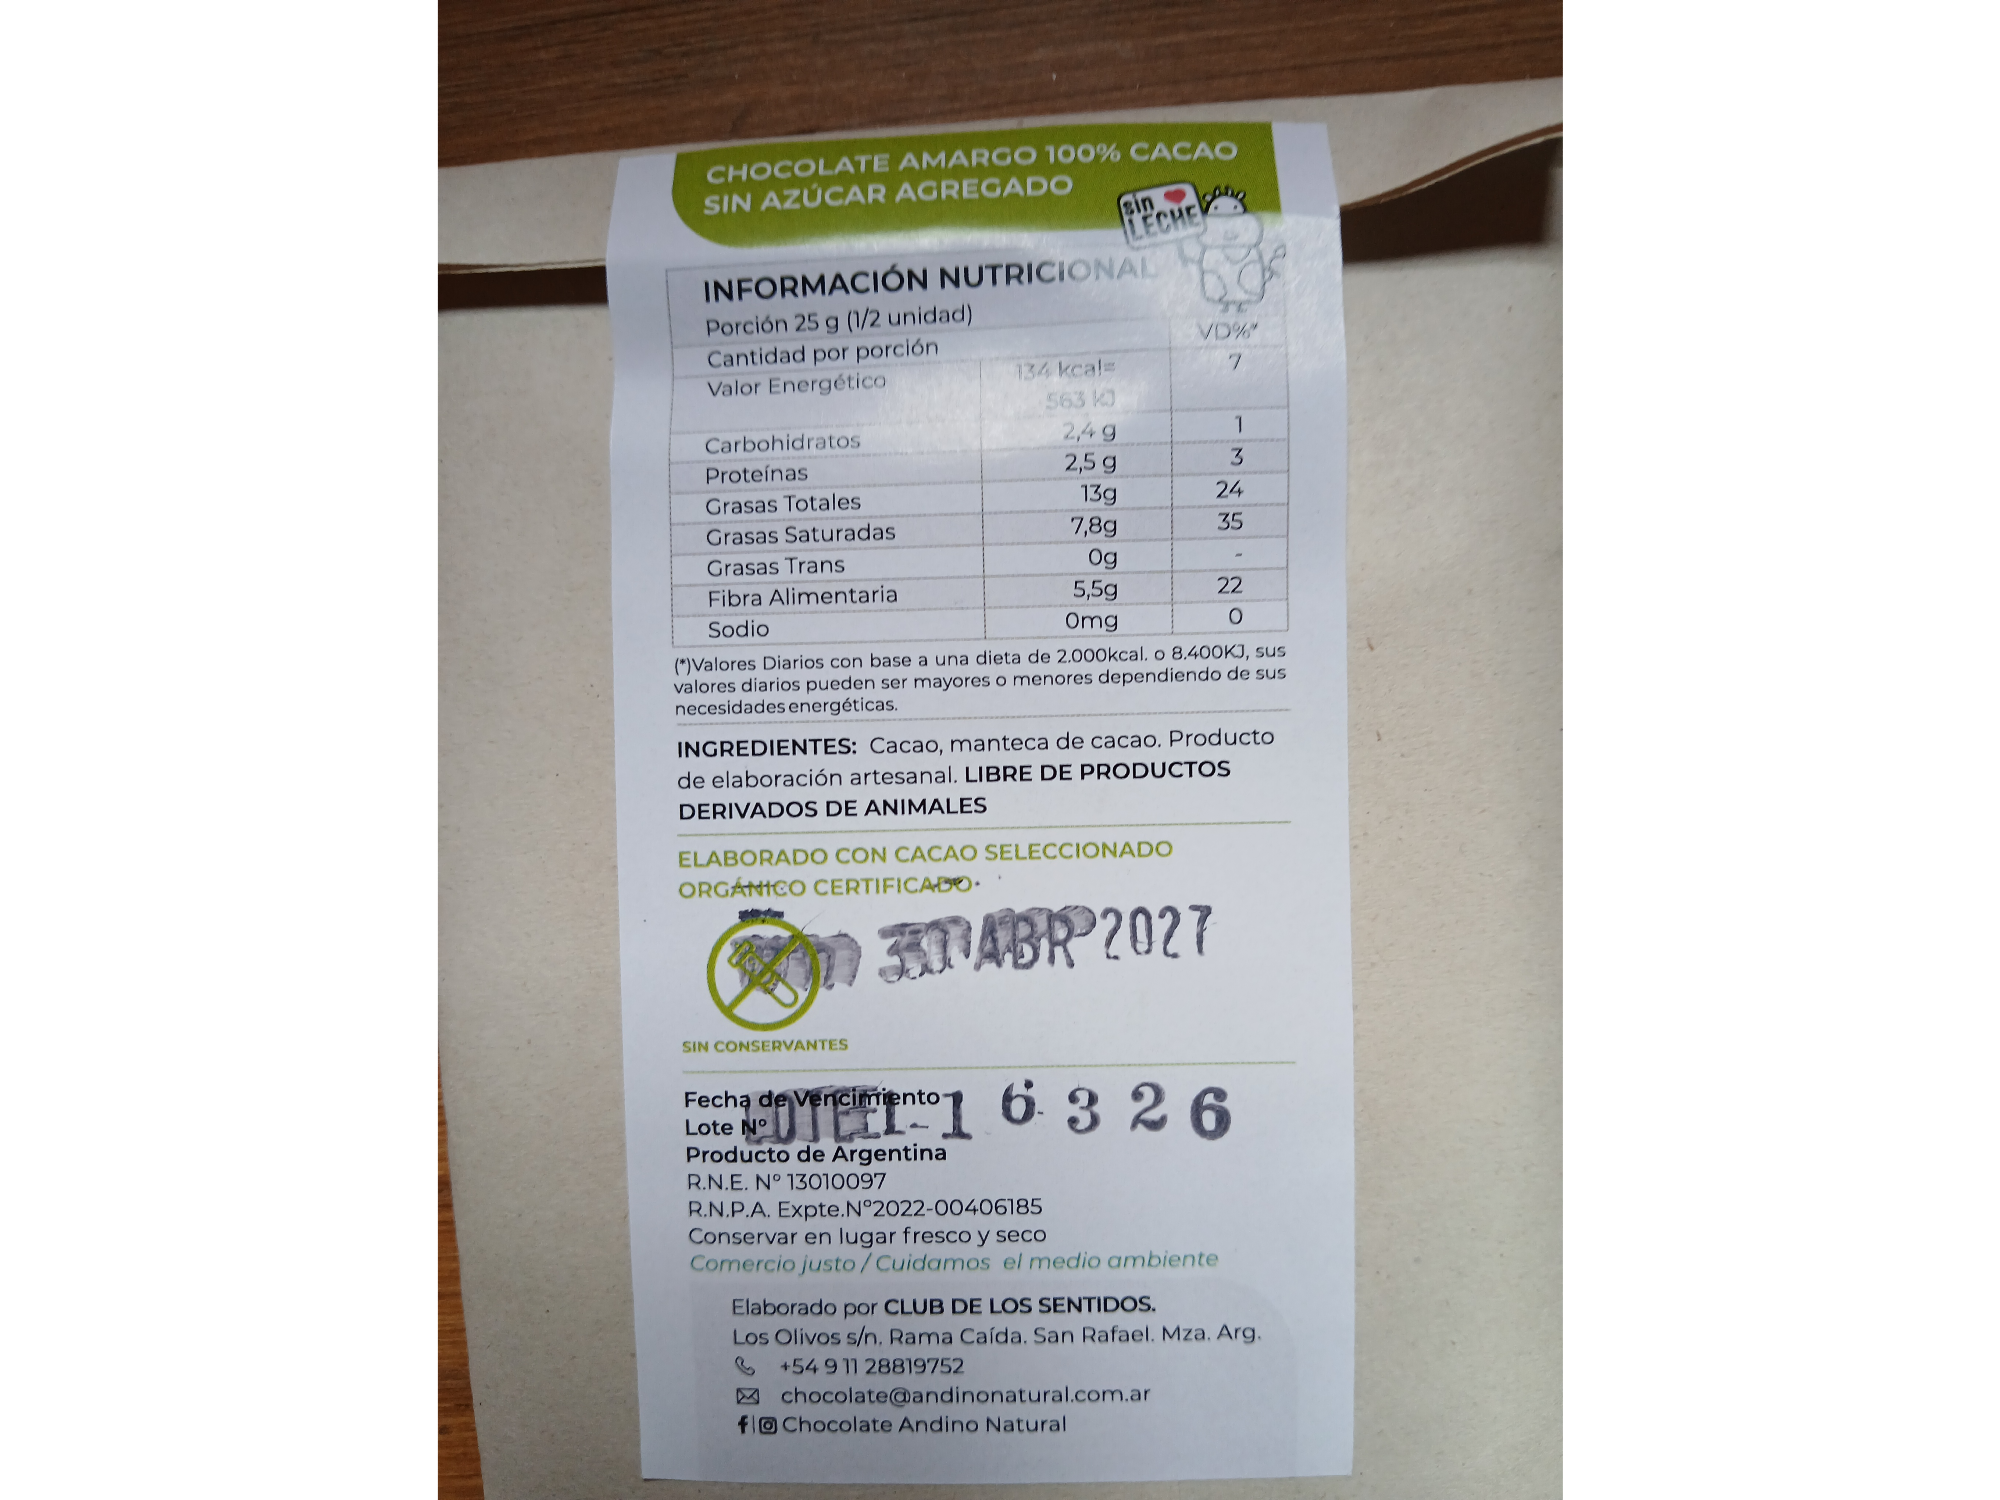 CHOCOLATE AMARGO 100% CACAO
SIN AZÚCAR AGREGADO
sin
LECHE
INFORMACIÓN NUTRICIONAL
Porción 25 g (1/2 unidad)
Cantidad por porción VD%*
Valor Energético 134 kcal= 7
563 kJ
Carbohidratos 2,4 g 1
Proteínas 2,5 g 3
Grasas Totales 13g 24
Grasas Saturadas 7,8g 35
Grasas Trans 0g -
Fibra Alimentaria 5,5g 22
Sodio 0mg 0
(*)Valores Diarios con base a una dieta de 2.000kcal. o 8.400KJ, sus
valores diarios pueden ser mayores o menores dependiendo de sus
necesidades energéticas.
INGREDIENTES: Cacao, manteca de cacao. Producto
de elaboración artesanal. LIBRE DE PRODUCTOS
DERIVADOS DE ANIMALES
ELABORADO CON CACAO SELECCIONADO
ORGÁNICO CERTIFICADO
30 ABR 2027
SIN CONSERVANTES
Fecha de Vencimiento
Lote Nº
LOTE 1-16326
Producto de Argentina
R.N.E. Nº 13010097
R.N.P.A. Expte.Nº2022-00406185
Conservar en lugar fresco y seco
Comercio justo / Cuidamos el medio ambiente
Elaborado por CLUB DE LOS SENTIDOS.
Los Olivos s/n. Rama Caída. San Rafael. Mza. Arg.
+54 9 11 28819752
chocolate@andinonatural.com.ar
f|Chocolate Andino Natural